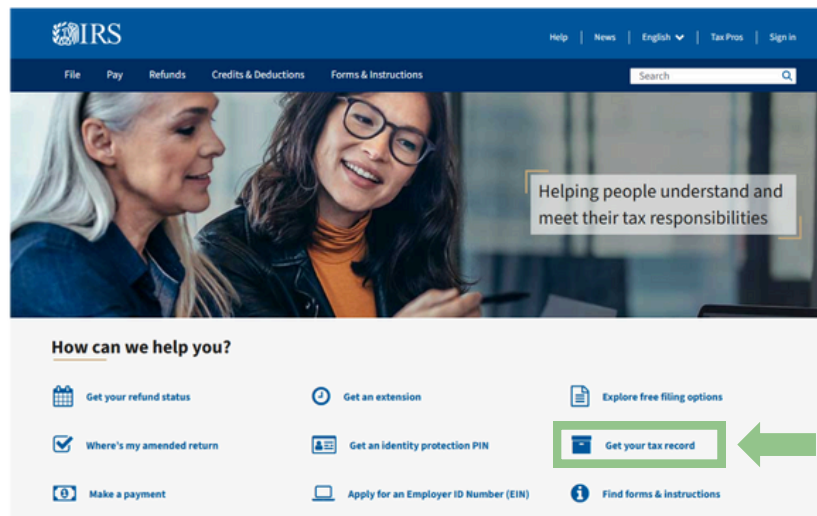 IRS
Help | News | English | Tax Pros | Sign in
File Pay Refunds Credits & Deductions Forms & Instructions Search
Helping people understand and
meet their tax responsibilities
How can we help you?
Get your refund status Get an extension Explore free filing options
Where's my amended return Get an identity protection PIN Get your tax record
Make a payment Apply for an Employer ID Number (EIN) Find forms & instructions